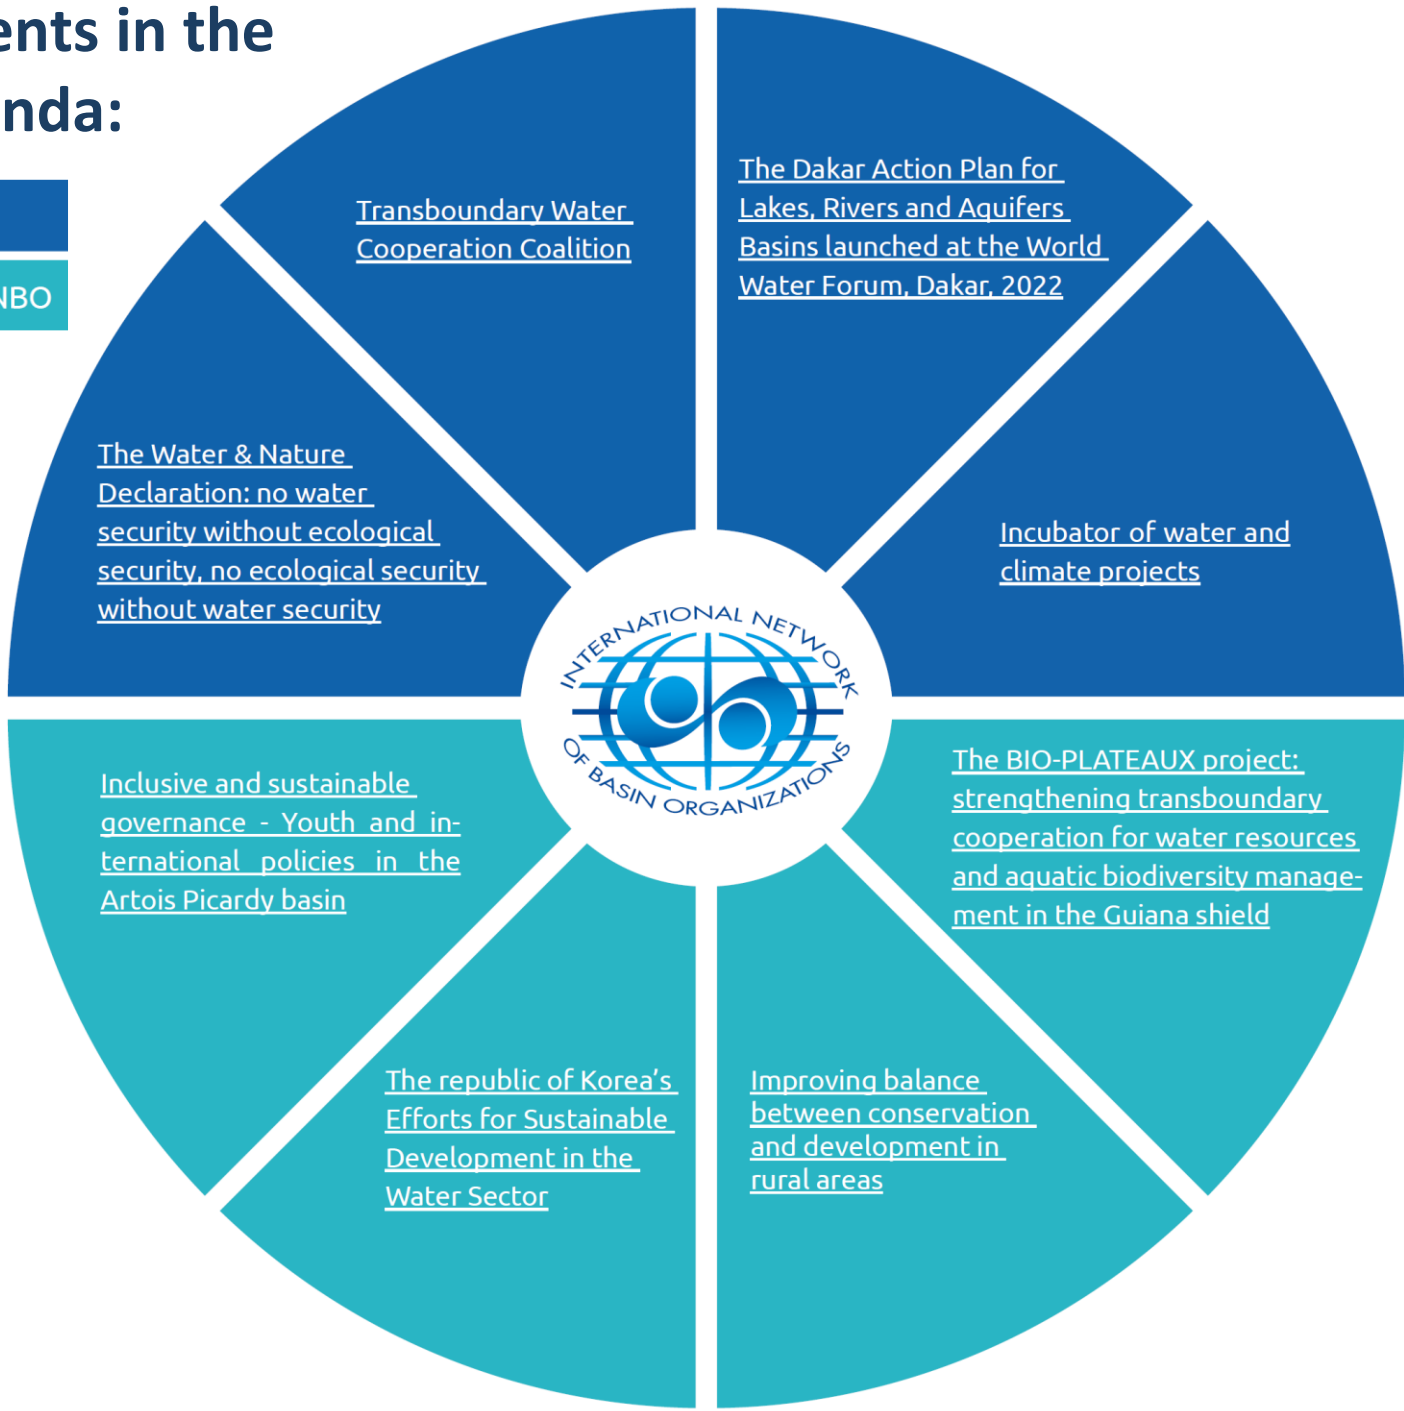 ents in the
nda:
NBO
Transboundary Water
Cooperation Coalition
The Dakar Action Plan for
Lakes, Rivers and Aquifers
Basins launched at the World
Water Forum, Dakar, 2022
The Water & Nature
Declaration: no water
security without ecological
security, no ecological security
without water security
Incubator of water and
climate projects
INTERNATIONAL NETWORK
OF BASIN ORGANIZATIONS
Inclusive and sustainable
governance - Youth and in-
ternational policies in the
Artois Picardy basin
The BIO-PLATEAUX project:
strengthening transboundary
cooperation for water resources
and aquatic biodiversity manage-
ment in the Guiana shield
The republic of Korea’s
Efforts for Sustainable
Development in the
Water Sector
Improving balance
between conservation
and development in
rural areas